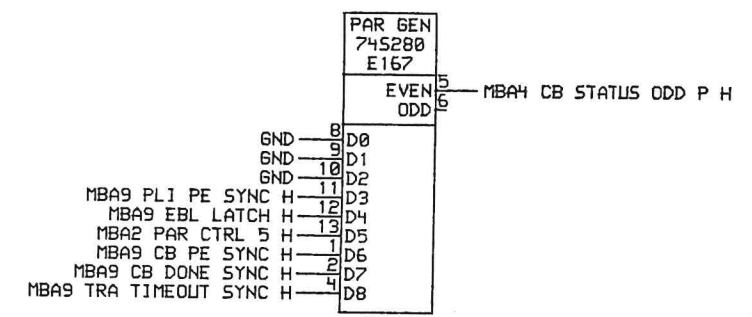 PAR GEN
74S280
E167
EVEN 5 MBA4 CB STATUS ODD P H
ODD 6
GND 8 D0
GND 9 D1
GND 10 D2
MBA9 PLI PE SYNC H 11 D3
MBA9 EBL LATCH H 12 D4
MBA2 PAR CTRL 5 H 13 D5
MBA9 CB PE SYNC H 1 D6
MBA9 CB DONE SYNC H 2 D7
MBA9 TRA TIMEOUT SYNC H 4 D8